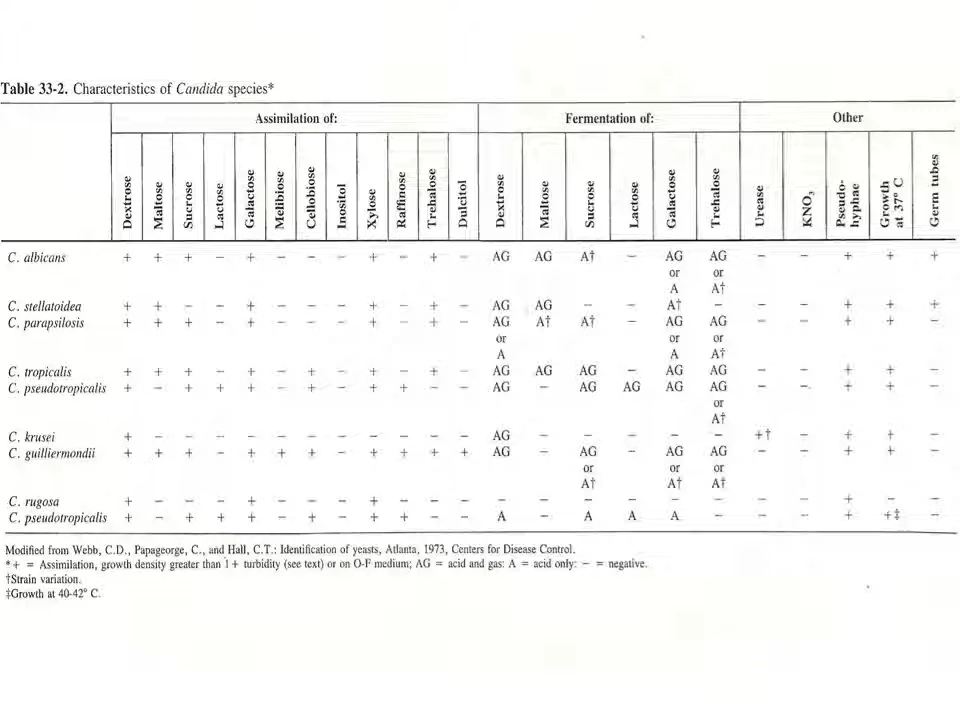 Table 33-2. Characteristics of Candida species*
Assimilation of: Fermentation of: Other
Dextrose Maltose Sucrose Lactose Galactose Melibiose Cellobiose Inositol Xylose Raffinose Trehalose Dulcitol Dextrose Maltose Sucrose Lactose Galactose Trehalose Urease KNO₃ Pseudo-hyphae Growth at 37° C Germ tubes
C. albicans + + + − + − − − + − + − AG AG A† − AG AG − − + + +
or or
A A†
C. stellatoidea + + − − + − − − + − + − AG AG − − A† − − − + + +
C. parapsilosis + + + − + − − − + − + − AG A† A† − AG AG − − + + −
or or or
A A A†
C. tropicalis + + + − + − + − + − + − AG AG AG − AG AG − − + + −
C. pseudotropicalis + − + + + − + − + + − − AG − AG AG AG AG − − + + −
or
A†
C. krusei + − − − − − − − − − − − AG − − − − − +† − + + −
C. guilliermondii + + + − + + + − + + + + AG − AG − AG AG − − + + −
or or or
A† A† A†
C. rugosa + − − − + − − − + − − − − − − − − − − − + − −
C. pseudotropicalis + − + + + − + − + + − − A − A A A − − − + +‡ −
Modified from Webb, C.D., Papageorge, C., and Hall, C.T.: Identification of yeasts, Atlanta, 1973, Centers for Disease Control.
* + = Assimilation, growth density greater than 1 + turbidity (see text) or on O-F medium; AG = acid and gas: A = acid only: − = negative.
†Strain variation.
‡Growth at 40-42° C.